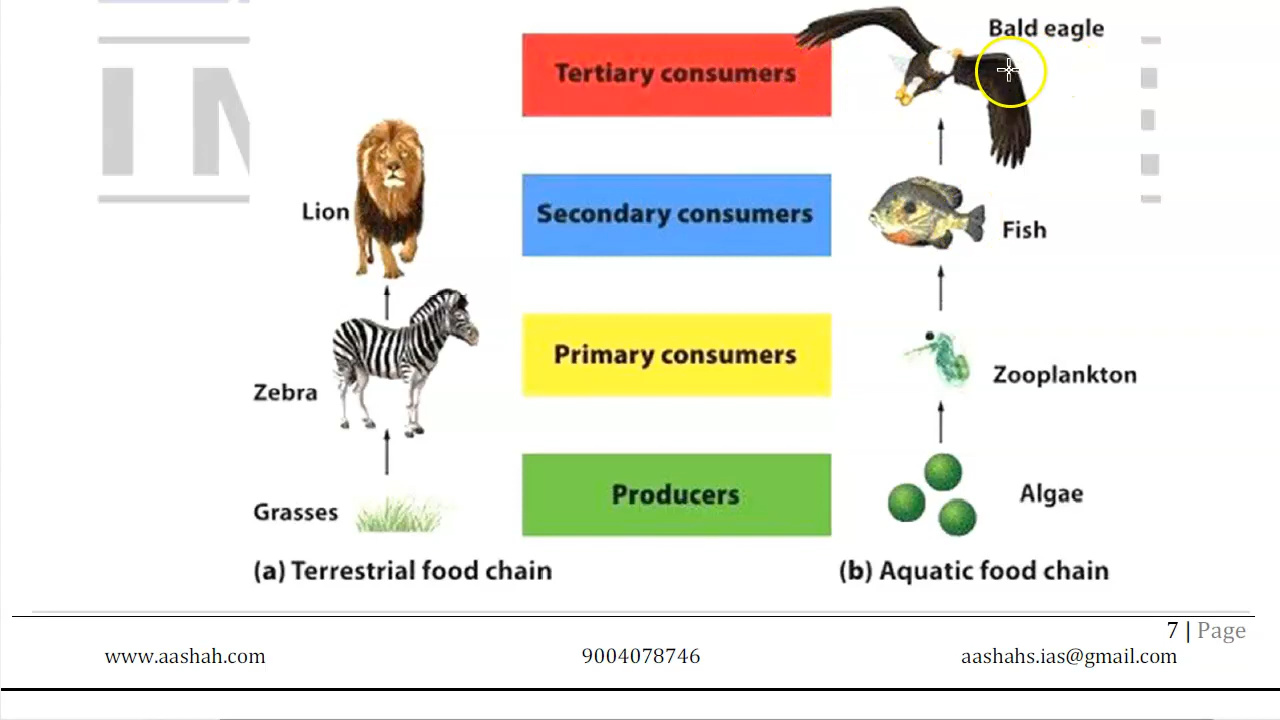 Bald eagle
Tertiary consumers
Lion
Secondary consumers
Fish
Zebra
Primary consumers
Zooplankton
Grasses
Producers
Algae
(a) Terrestrial food chain
(b) Aquatic food chain
7 | Page
www.aashah.com
9004078746
aashahs.ias@gmail.com